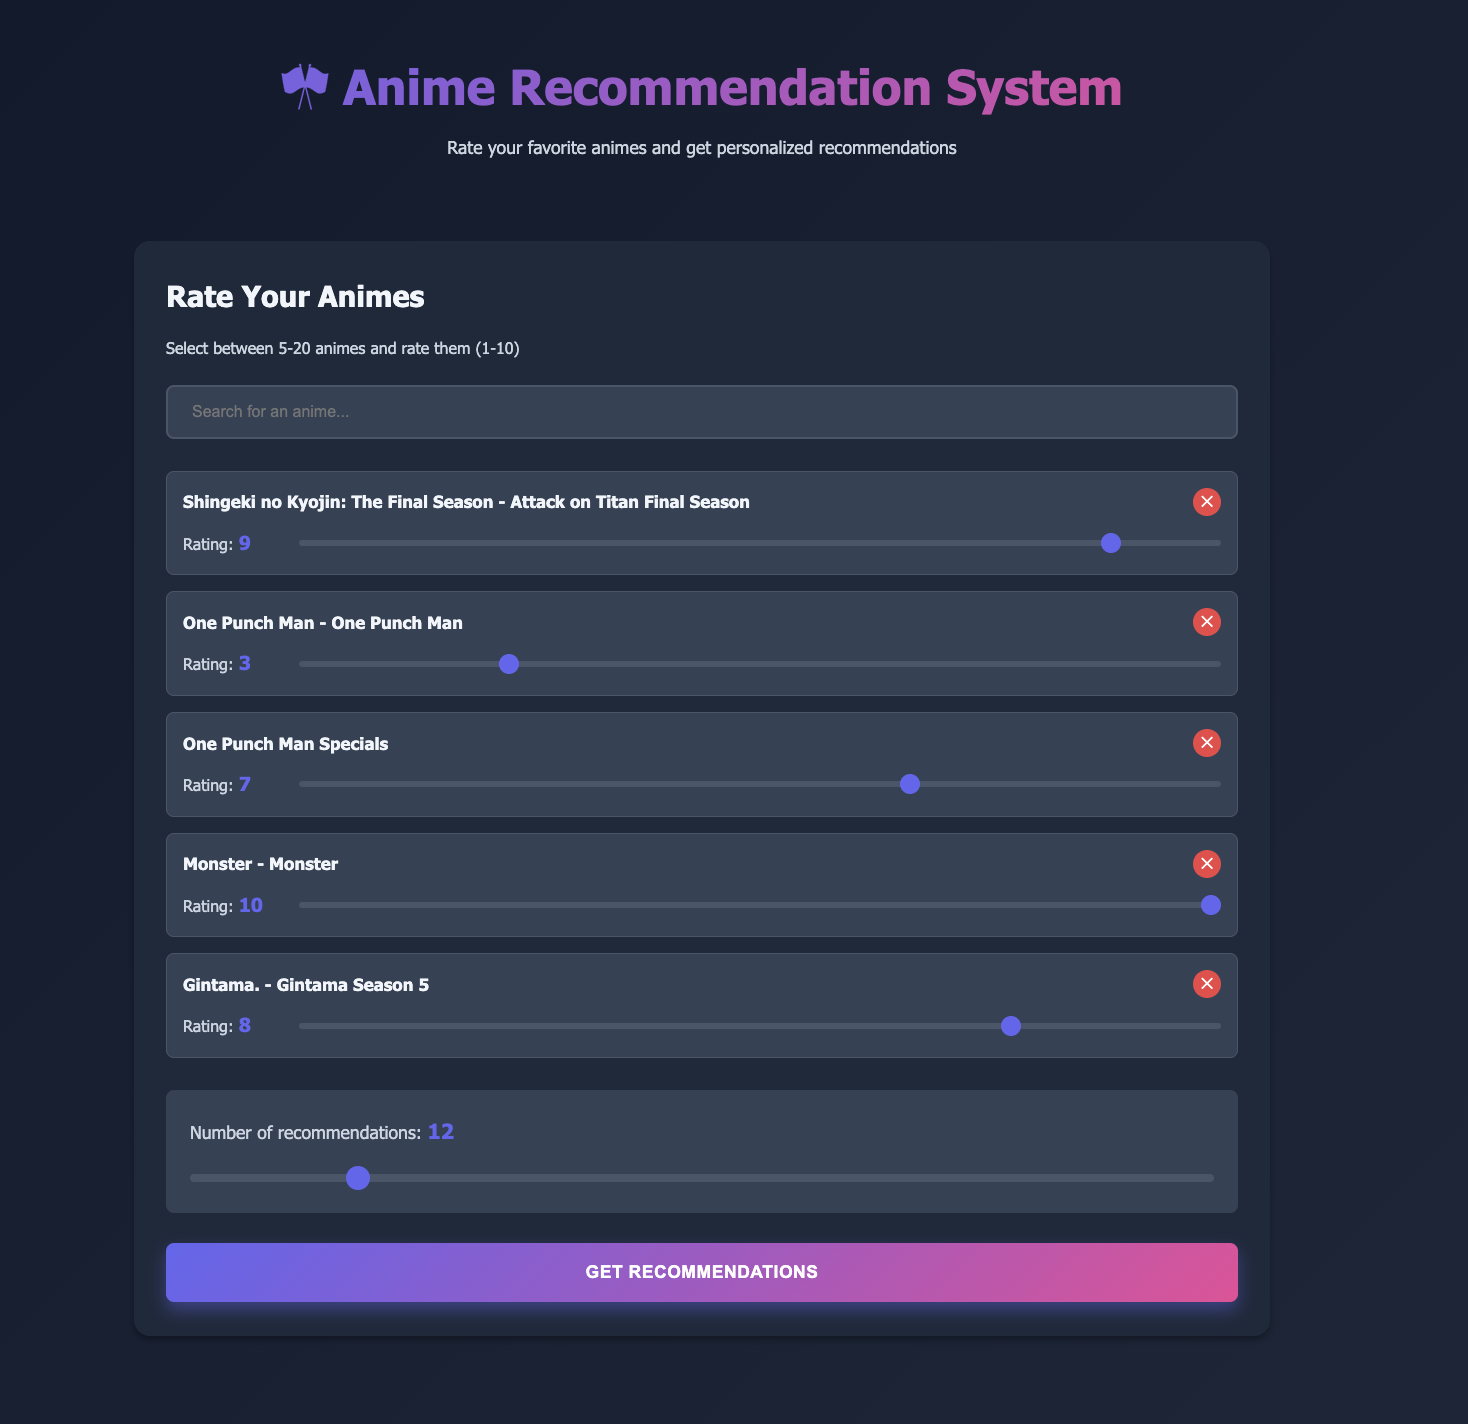 🎌 Anime Recommendation System
Rate your favorite animes and get personalized recommendations
Rate Your Animes
Select between 5-20 animes and rate them (1-10)
Search for an anime...
Shingeki no Kyojin: The Final Season - Attack on Titan Final Season
Rating: 9
One Punch Man - One Punch Man
Rating: 3
One Punch Man Specials
Rating: 7
Monster - Monster
Rating: 10
Gintama. - Gintama Season 5
Rating: 8
Number of recommendations: 12
GET RECOMMENDATIONS